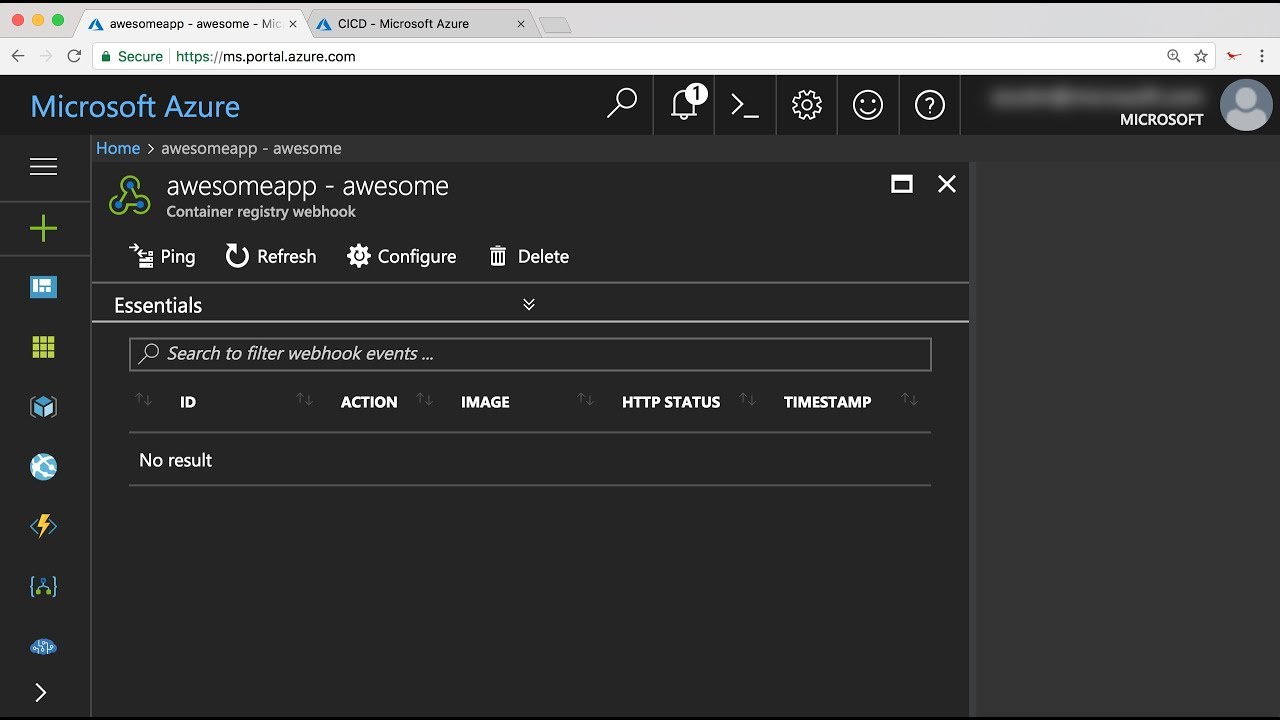 awesomeapp - awesome - Mic
CICD - Microsoft Azure
Secure https://ms.portal.azure.com
Microsoft Azure
1
MICROSOFT
Home > awesomeapp - awesome
awesomeapp - awesome
Container registry webhook
Ping Refresh Configure Delete
Essentials
Search to filter webhook events ...
ID ACTION IMAGE HTTP STATUS TIMESTAMP
No result